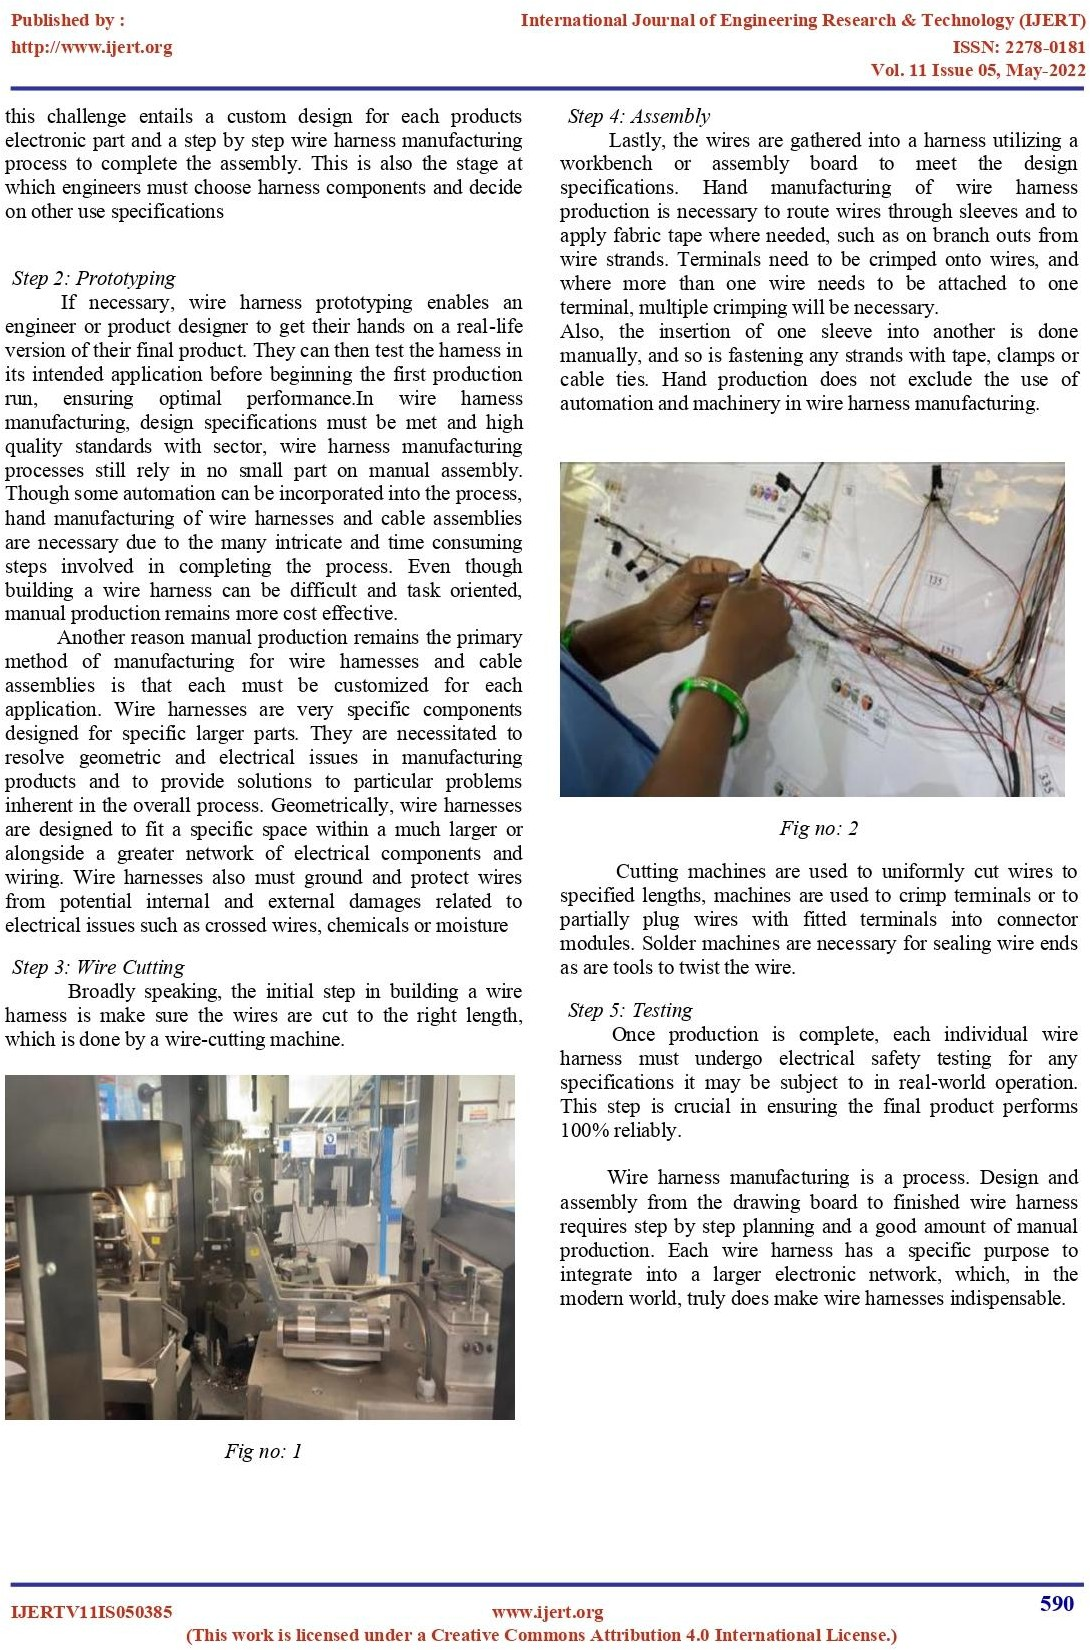 Published by :
http://www.ijert.org
International Journal of Engineering Research & Technology (IJERT)
ISSN: 2278-0181
Vol. 11 Issue 05, May-2022
this challenge entails a custom design for each products
electronic part and a step by step wire harness manufacturing
process to complete the assembly. This is also the stage at
which engineers must choose harness components and decide
on other use specifications
Step 2: Prototyping
If necessary, wire harness prototyping enables an
engineer or product designer to get their hands on a real-life
version of their final product. They can then test the harness in
its intended application before beginning the first production
run, ensuring optimal performance.In wire harness
manufacturing, design specifications must be met and high
quality standards with sector, wire harness manufacturing
processes still rely in no small part on manual assembly.
Though some automation can be incorporated into the process,
hand manufacturing of wire harnesses and cable assemblies
are necessary due to the many intricate and time consuming
steps involved in completing the process. Even though
building a wire harness can be difficult and task oriented,
manual production remains more cost effective.
Another reason manual production remains the primary
method of manufacturing for wire harnesses and cable
assemblies is that each must be customized for each
application. Wire harnesses are very specific components
designed for specific larger parts. They are necessitated to
resolve geometric and electrical issues in manufacturing
products and to provide solutions to particular problems
inherent in the overall process. Geometrically, wire harnesses
are designed to fit a specific space within a much larger or
alongside a greater network of electrical components and
wiring. Wire harnesses also must ground and protect wires
from potential internal and external damages related to
electrical issues such as crossed wires, chemicals or moisture
Step 3: Wire Cutting
Broadly speaking, the initial step in building a wire
harness is make sure the wires are cut to the right length,
which is done by a wire-cutting machine.
Fig no: 1
Step 4: Assembly
Lastly, the wires are gathered into a harness utilizing a
workbench or assembly board to meet the design
specifications. Hand manufacturing of wire harness
production is necessary to route wires through sleeves and to
apply fabric tape where needed, such as on branch outs from
wire strands. Terminals need to be crimped onto wires, and
where more than one wire needs to be attached to one
terminal, multiple crimping will be necessary.
Also, the insertion of one sleeve into another is done
manually, and so is fastening any strands with tape, clamps or
cable ties. Hand production does not exclude the use of
automation and machinery in wire harness manufacturing.
135
335
Fig no: 2
Cutting machines are used to uniformly cut wires to
specified lengths, machines are used to crimp terminals or to
partially plug wires with fitted terminals into connector
modules. Solder machines are necessary for sealing wire ends
as are tools to twist the wire.
Step 5: Testing
Once production is complete, each individual wire
harness must undergo electrical safety testing for any
specifications it may be subject to in real-world operation.
This step is crucial in ensuring the final product performs
100% reliably.
Wire harness manufacturing is a process. Design and
assembly from the drawing board to finished wire harness
requires step by step planning and a good amount of manual
production. Each wire harness has a specific purpose to
integrate into a larger electronic network, which, in the
modern world, truly does make wire harnesses indispensable.
590
IJERTV11IS050385
www.ijert.org
(This work is licensed under a Creative Commons Attribution 4.0 International License.)